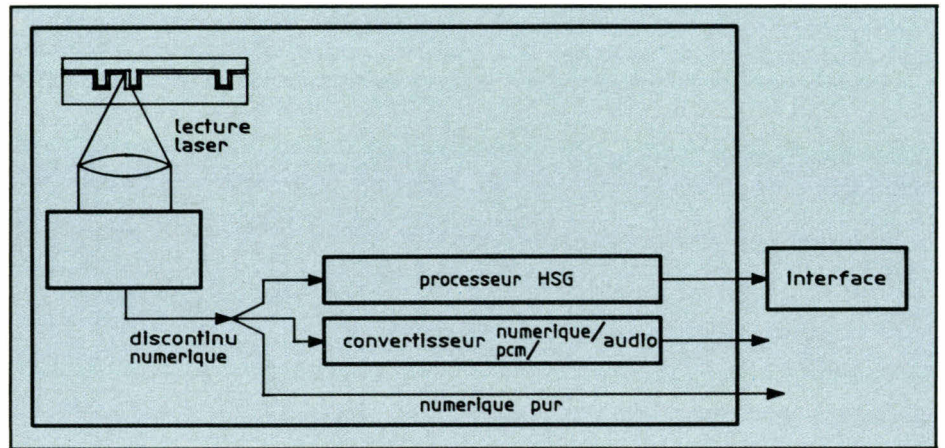 lecture
laser
processeur HSG
Interface
discontinu
numerique
convertisseur numerique/
pcm/ audio
numerique pur